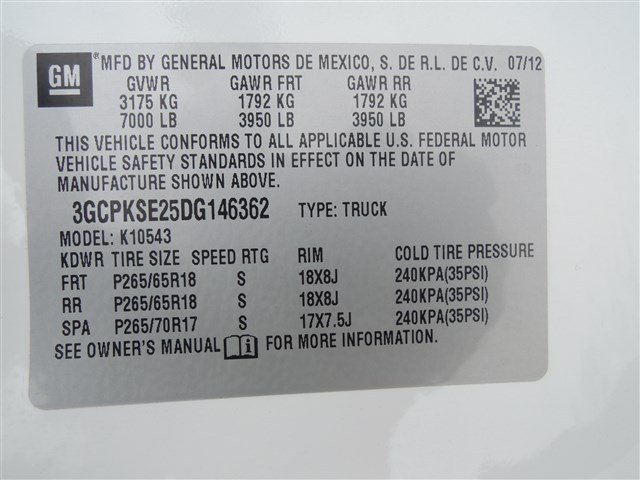 GM
MFD BY GENERAL MOTORS DE MEXICO, S. DE R.L. DE C.V. 07/12
GVWR GAWR FRT GAWR RR
3175 KG 1792 KG 1792 KG
7000 LB 3950 LB 3950 LB
THIS VEHICLE CONFORMS TO ALL APPLICABLE U.S. FEDERAL MOTOR
VEHICLE SAFETY STANDARDS IN EFFECT ON THE DATE OF
MANUFACTURE SHOWN ABOVE.
3GCPKSE25DG146362 TYPE: TRUCK
MODEL: K10543
KDWR TIRE SIZE SPEED RTG RIM COLD TIRE PRESSURE
FRT P265/65R18 S 18X8J 240KPA(35PSI)
RR P265/65R18 S 18X8J 240KPA(35PSI)
SPA P265/70R17 S 17X7.5J 240KPA(35PSI)
SEE OWNER'S MANUAL FOR MORE INFORMATION.